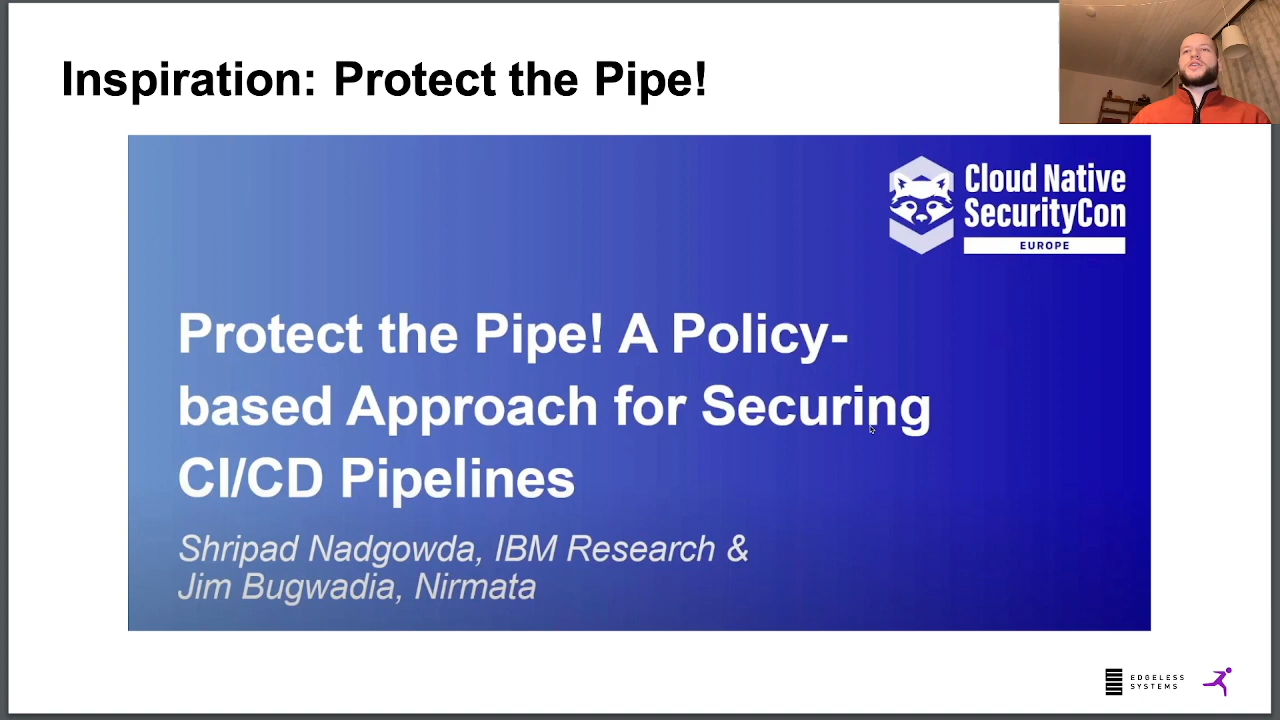 Inspiration: Protect the Pipe!
Cloud Native
SecurityCon
EUROPE
Protect the Pipe! A Policy-
based Approach for Securing
CI/CD Pipelines
Shripad Nadgowda, IBM Research &
Jim Bugwadia, Nirmata
EDGELESS
SYSTEMS